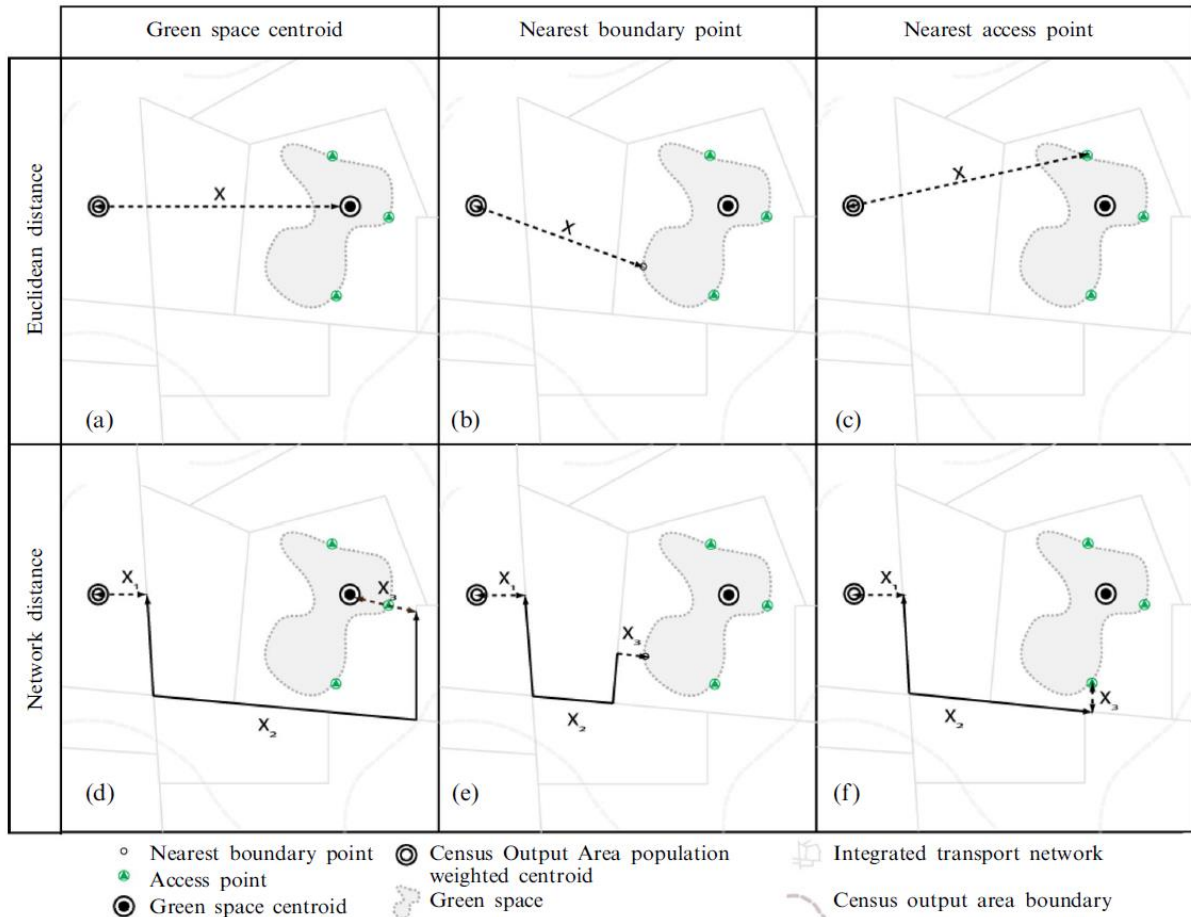 Green space centroid
Nearest boundary point
Nearest access point
Euclidean distance
X
X
X
(a)
(b)
(c)
Network distance
X1
X3
X2
X1
X3
X2
X1
X3
X2
(d)
(e)
(f)
Nearest boundary point
Access point
Green space centroid
Census Output Area population
weighted centroid
Green space
Integrated transport network
Census output area boundary